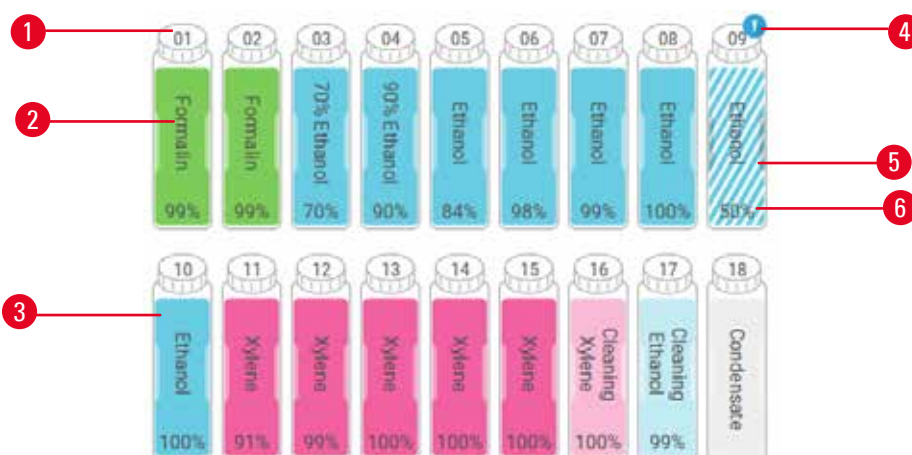 1
01 02 03 04 05 06 07 08 09
4
2
Formalin Formalin 70% Ethanol 90% Ethanol Ethanol Ethanol Ethanol Ethanol Ethanol
5
99% 99% 70% 90% 84% 98% 99% 100% 50%
6
10 11 12 13 14 15 16 17 18
3
Ethanol Xylene Xylene Xylene Xylene Xylene Cleaning Xylene Cleaning Ethanol Condensate
100% 91% 99% 100% 100% 100% 100% 99%